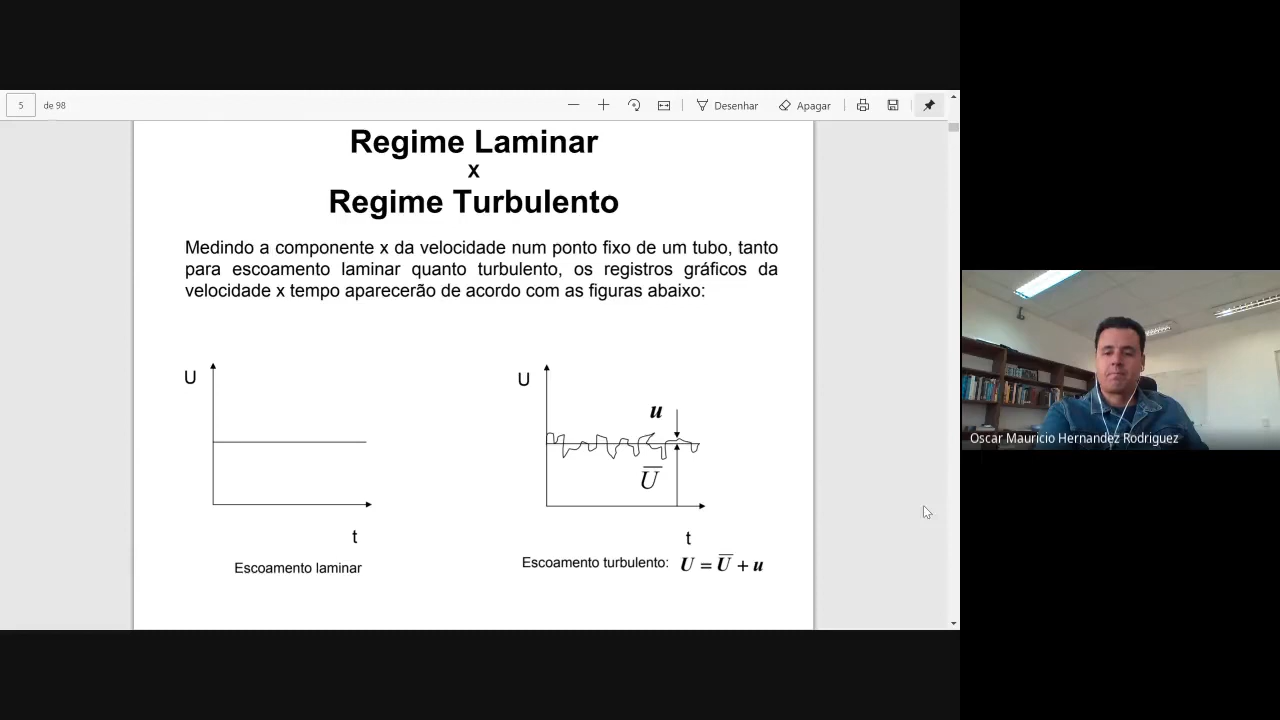 5 de 98
Desenhar
Apagar
Regime Laminar
x
Regime Turbulento
Medindo a componente x da velocidade num ponto fixo de um tubo, tanto
para escoamento laminar quanto turbulento, os registros gráficos da
velocidade x tempo aparecerão de acordo com as figuras abaixo:
U
t
Escoamento laminar
U
u
U̅
t
Escoamento turbulento: U = U̅ + u
Oscar Mauricio Hernandez Rodriguez